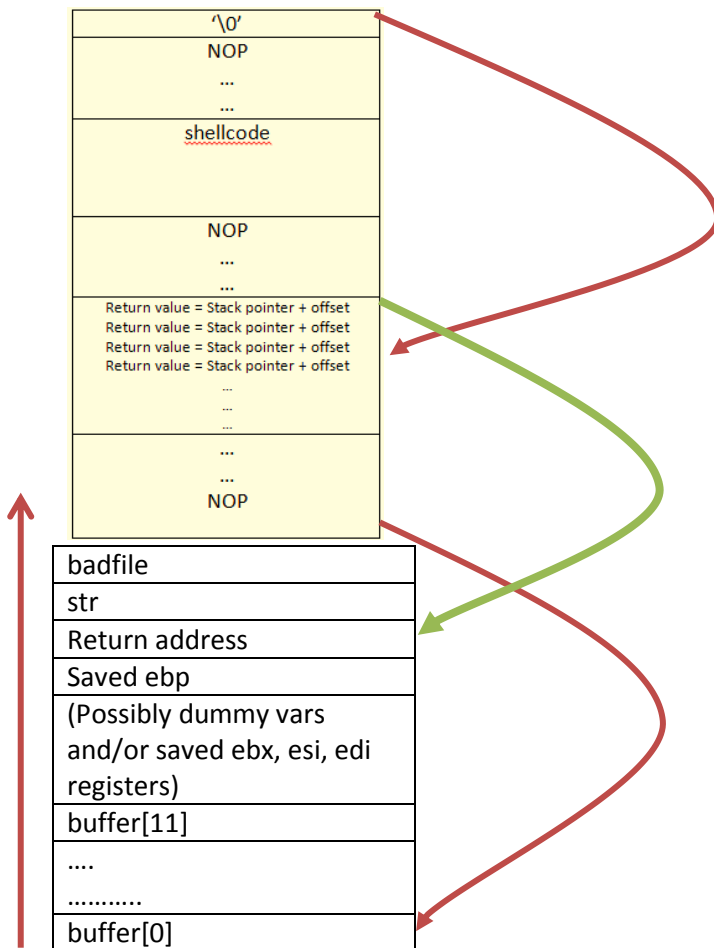 ‘\0’
NOP
...
...
shellcode
NOP
...
...
Return value = Stack pointer + offset
Return value = Stack pointer + offset
Return value = Stack pointer + offset
Return value = Stack pointer + offset
...
...
...
...
...
NOP
badfile
str
Return address
Saved ebp
(Possibly dummy vars
and/or saved ebx, esi, edi
registers)
buffer[11]
....
...........
buffer[0]